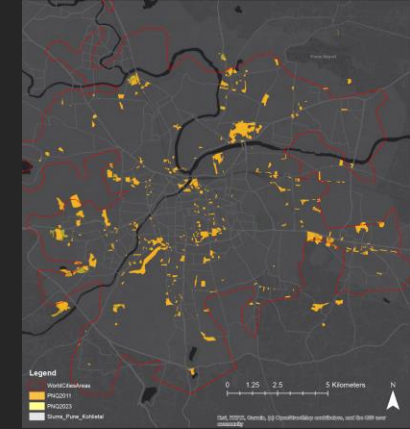 Legend
WorldCitiesAreas
PNQ2011
PNQ2023
Slums_Pune_Kohlietal
0 1.25 2.5 5 Kilometers
N
Esri, HERE, Garmin, (c) OpenStreetMap contributors, and the GIS user
community